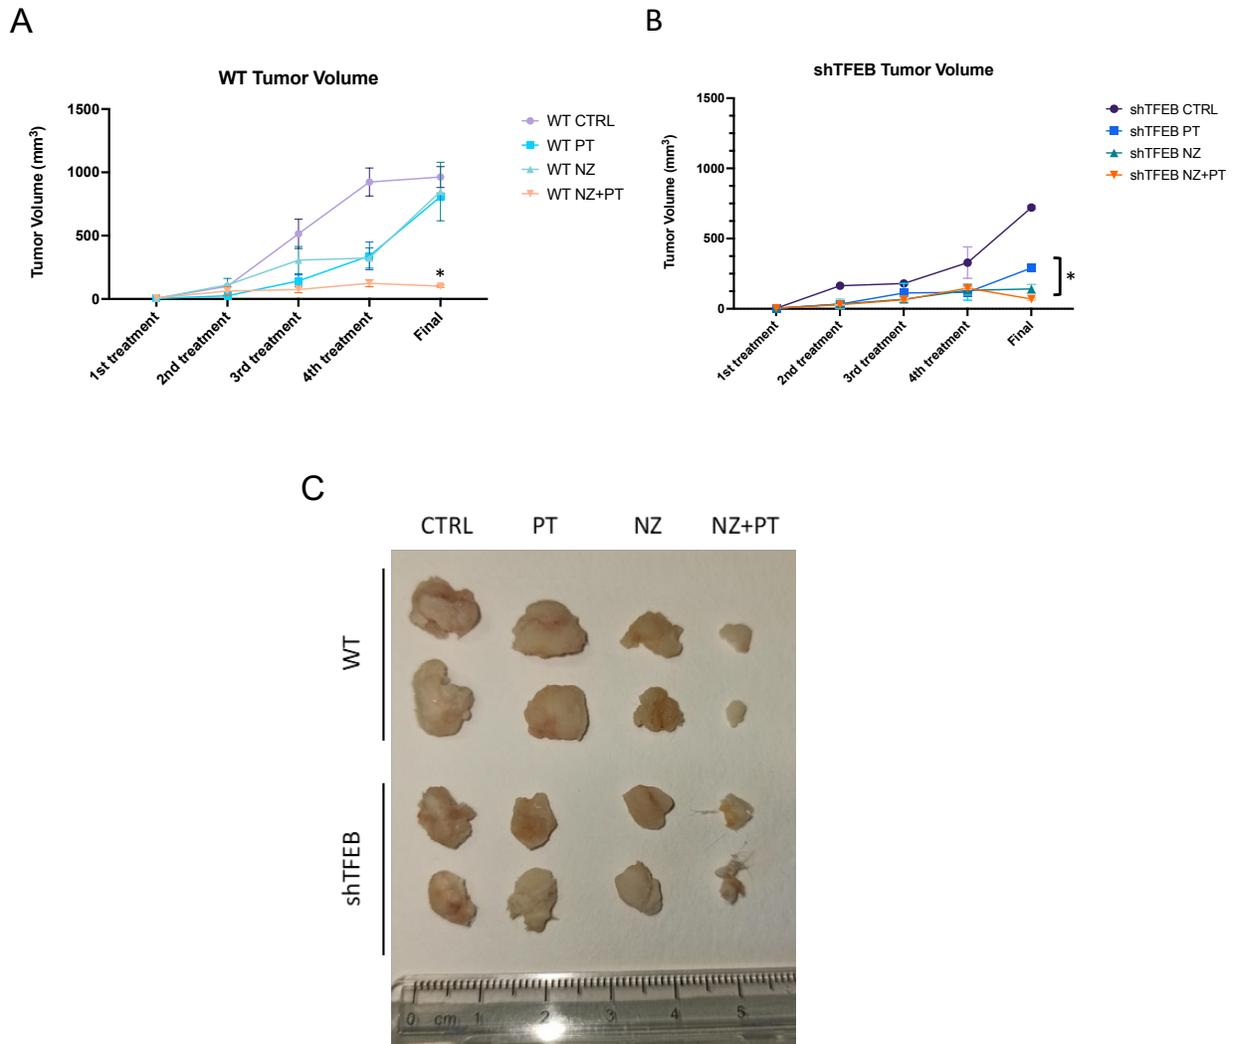 A
WT Tumor Volume
Tumor Volume (mm³)
1500
1000
500
0
*
1st treatment
2nd treatment
3rd treatment
4th treatment
Final
WT CTRL
WT PT
WT NZ
WT NZ+PT
B
shTFEB Tumor Volume
Tumor Volume (mm³)
1500
1000
500
0
*
1st treatment
2nd treatment
3rd treatment
4th treatment
Final
shTFEB CTRL
shTFEB PT
shTFEB NZ
shTFEB NZ+PT
C
CTRL PT NZ NZ+PT
WT
shTFEB
0 cm 1 2 3 4 5